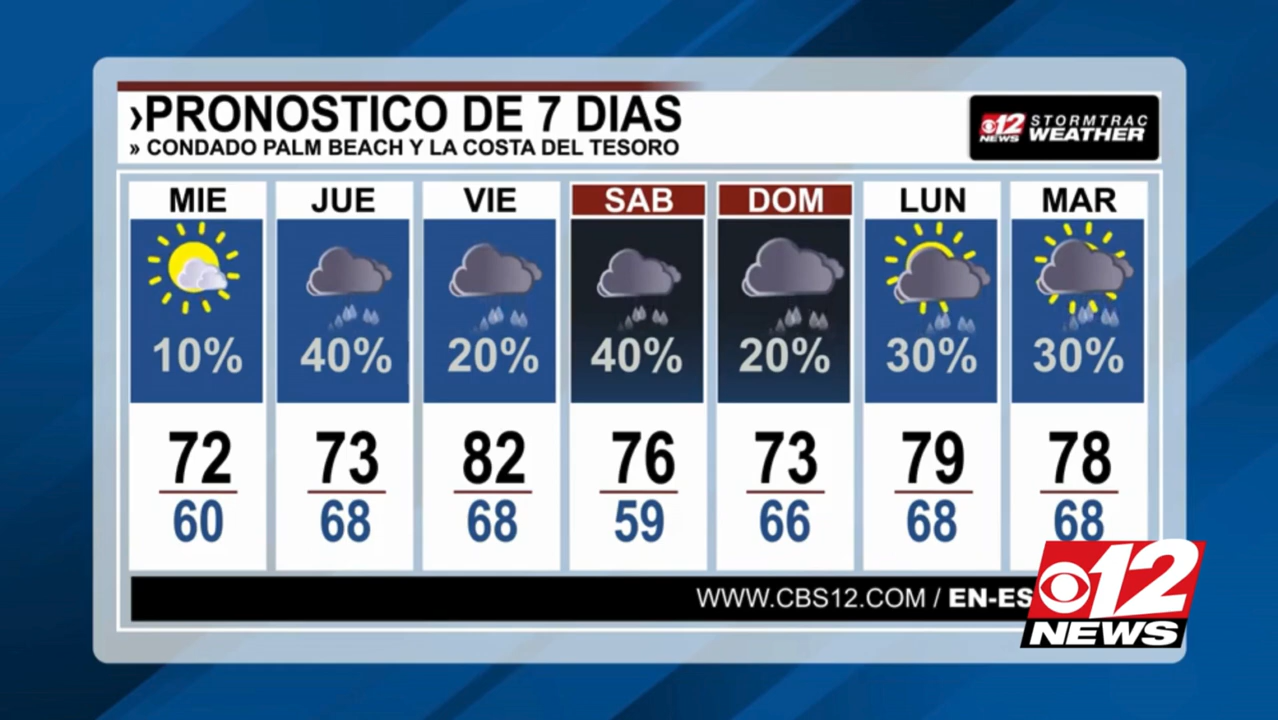 ›PRONOSTICO DE 7 DIAS
» CONDADO PALM BEACH Y LA COSTA DEL TESORO
12 NEWS STORMTRAC WEATHER
MIE JUE VIE SAB DOM LUN MAR
10% 40% 20% 40% 20% 30% 30%
72 73 82 76 73 79 78
60 68 68 59 66 68 68
WWW.CBS12.COM / EN-ES
12
NEWS